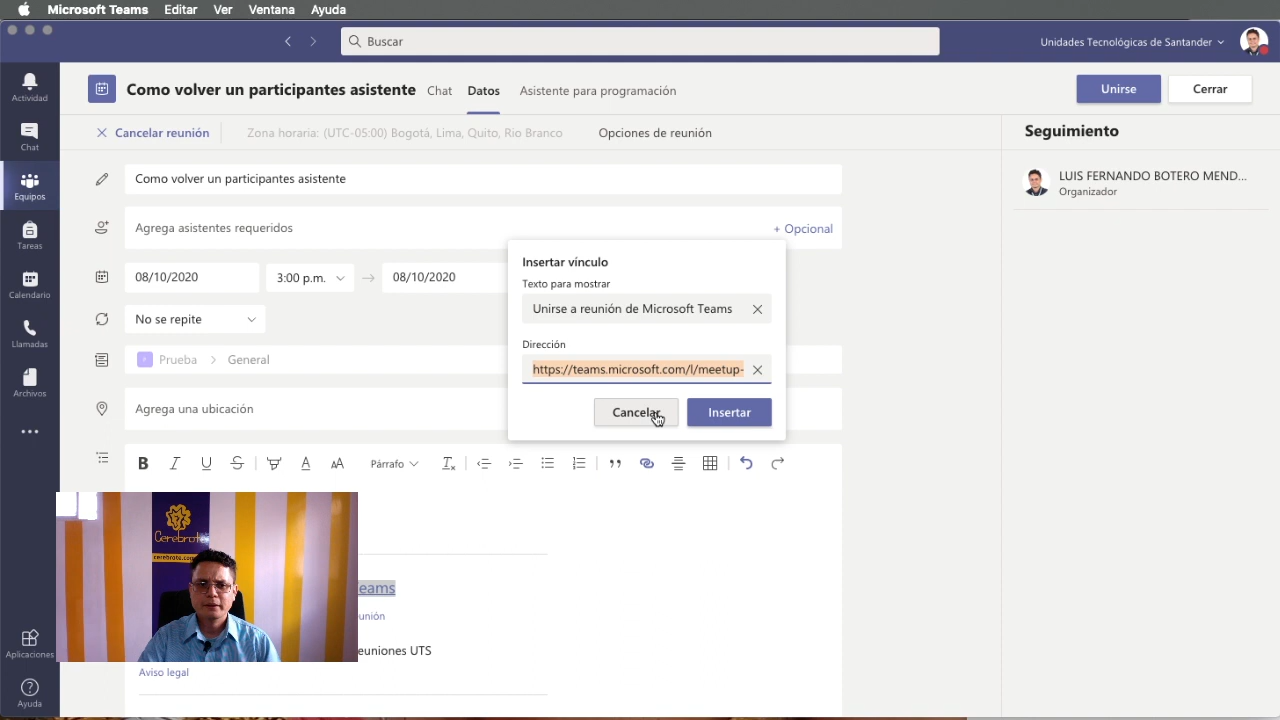 Microsoft Teams Editar Ver Ventana Ayuda
Buscar
Unidades Tecnológicas de Santander
Actividad
Chat
Equipos
Tareas
Calendario
Llamadas
Archivos
Aplicaciones
Ayuda
Como volver un participantes asistente Chat Datos Asistente para programación
Unirse
Cerrar
Cancelar reunión
Zona horaria: (UTC-05:00) Bogotá, Lima, Quito, Rio Branco
Opciones de reunión
Seguimiento
LUIS FERNANDO BOTERO MEND...
Organizador
Como volver un participantes asistente
Agrega asistentes requeridos
+ Opcional
08/10/2020 3:00 p.m. → 08/10/2020
No se repite
Prueba > General
Agrega una ubicación
Insertar vínculo
Texto para mostrar
Unirse a reunión de Microsoft Teams
Dirección
https://teams.microsoft.com/l/meetup-
Cancelar
Insertar
B I U S A AA Párrafo
Cerebrote
cerebrote.com
eams
unión
euniones UTS
Aviso legal